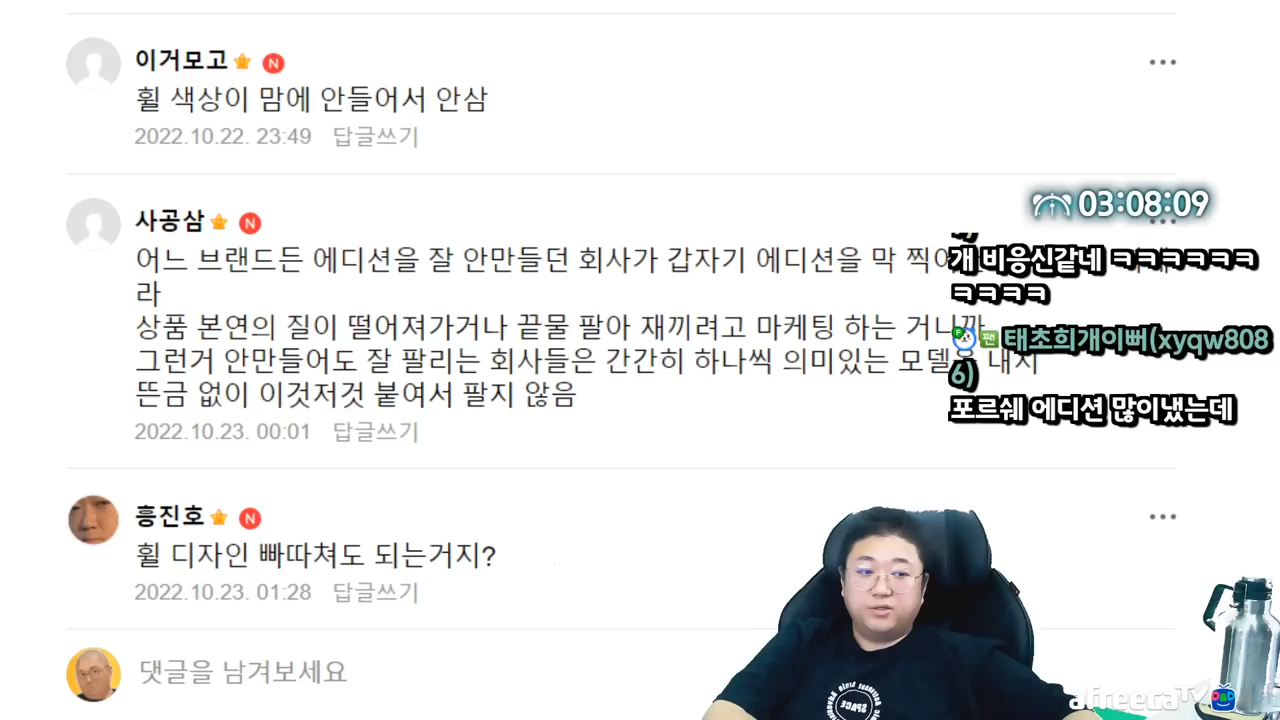 이거모고 N
휠 색상이 맘에 안들어서 안삼
2022.10.22. 23:49 답글쓰기
사공삼 N
어느 브랜드든 에디션을 잘 안만들던 회사가 갑자기 에디션을 막
라
상품 본연의 질이 떨어져가거나 끝물 팔아 재끼려고 마케팅 하는 거니까
그런거 안만들어도 잘 팔리는 회사들은 간간히 하나씩 의미있는 내지
뜬금 없이 이것저것 붙여서 팔지 않음
2022.10.23. 00:01 답글쓰기
흥진호 N
휠 디자인 빠따쳐도 되는거지?
2022.10.23. 01:28 답글쓰기
댓글을 남겨보세요
03:08:09
개 비응신같네 ㅋㅋㅋㅋㅋㅋ
ㅋㅋㅋㅋ
F 팬 태초희개이뻐(xyqw808
6)
포르쉐 에디션 많이냈는데
SPACE
afreecaTV